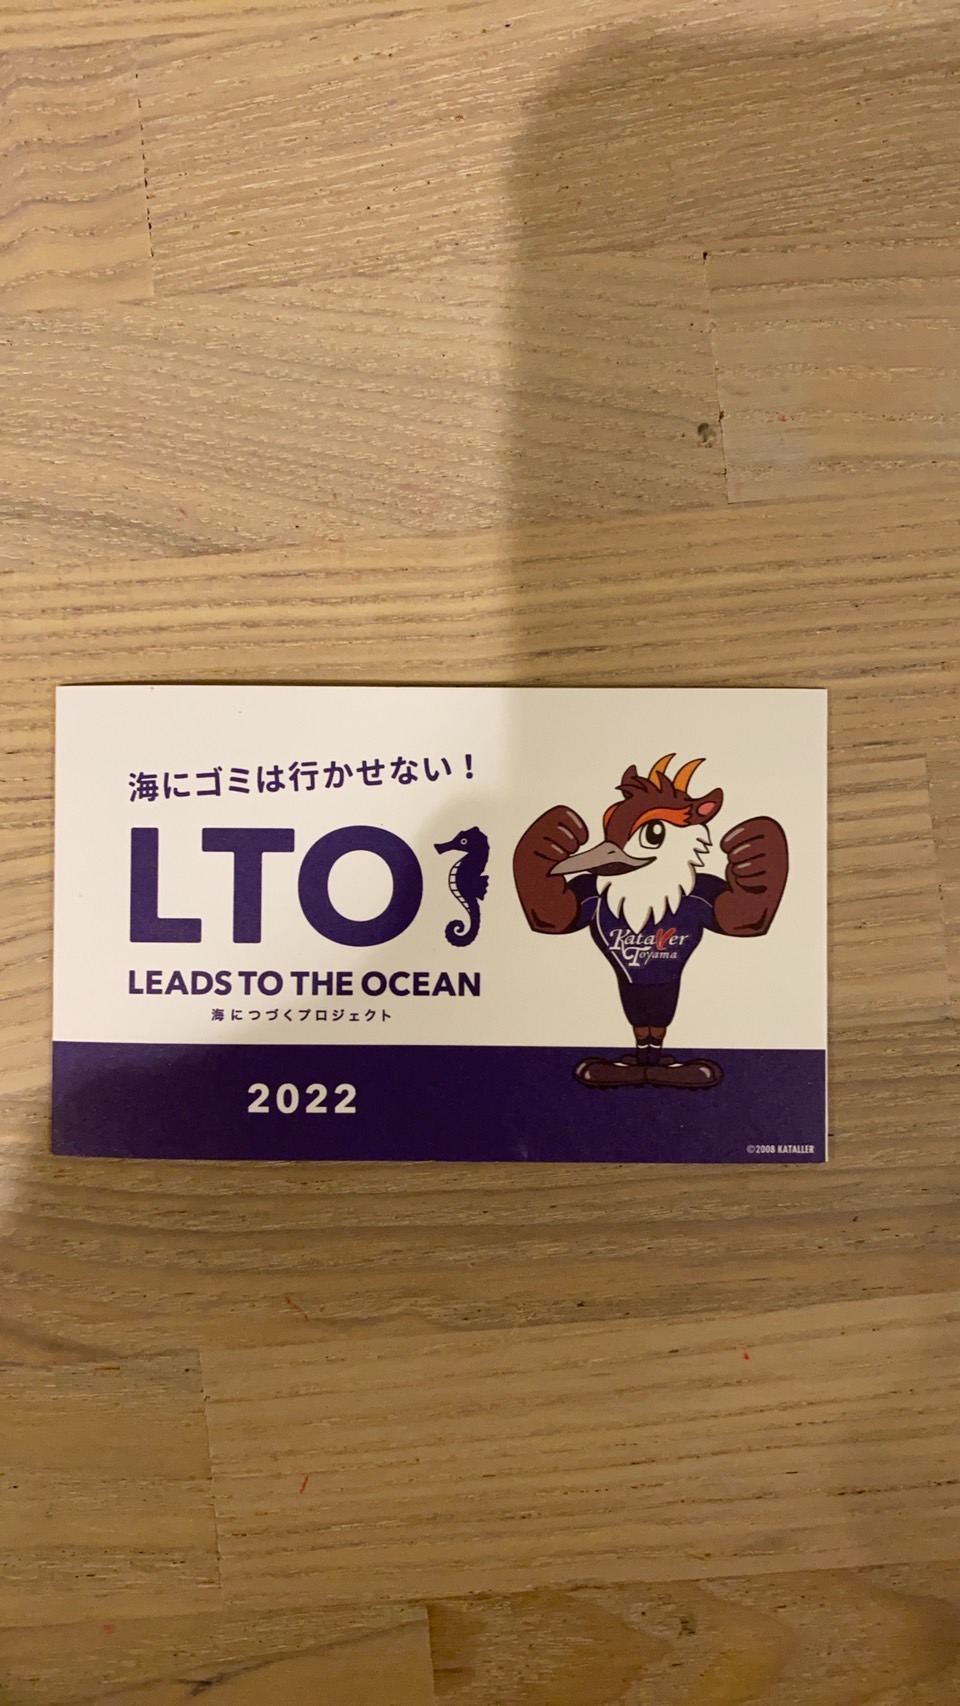 海にゴミは行かせない!
LTO
LEADS TO THE OCEAN
海につづくプロジェクト
Kataller
Toyama
2022
©2008 KATALLER